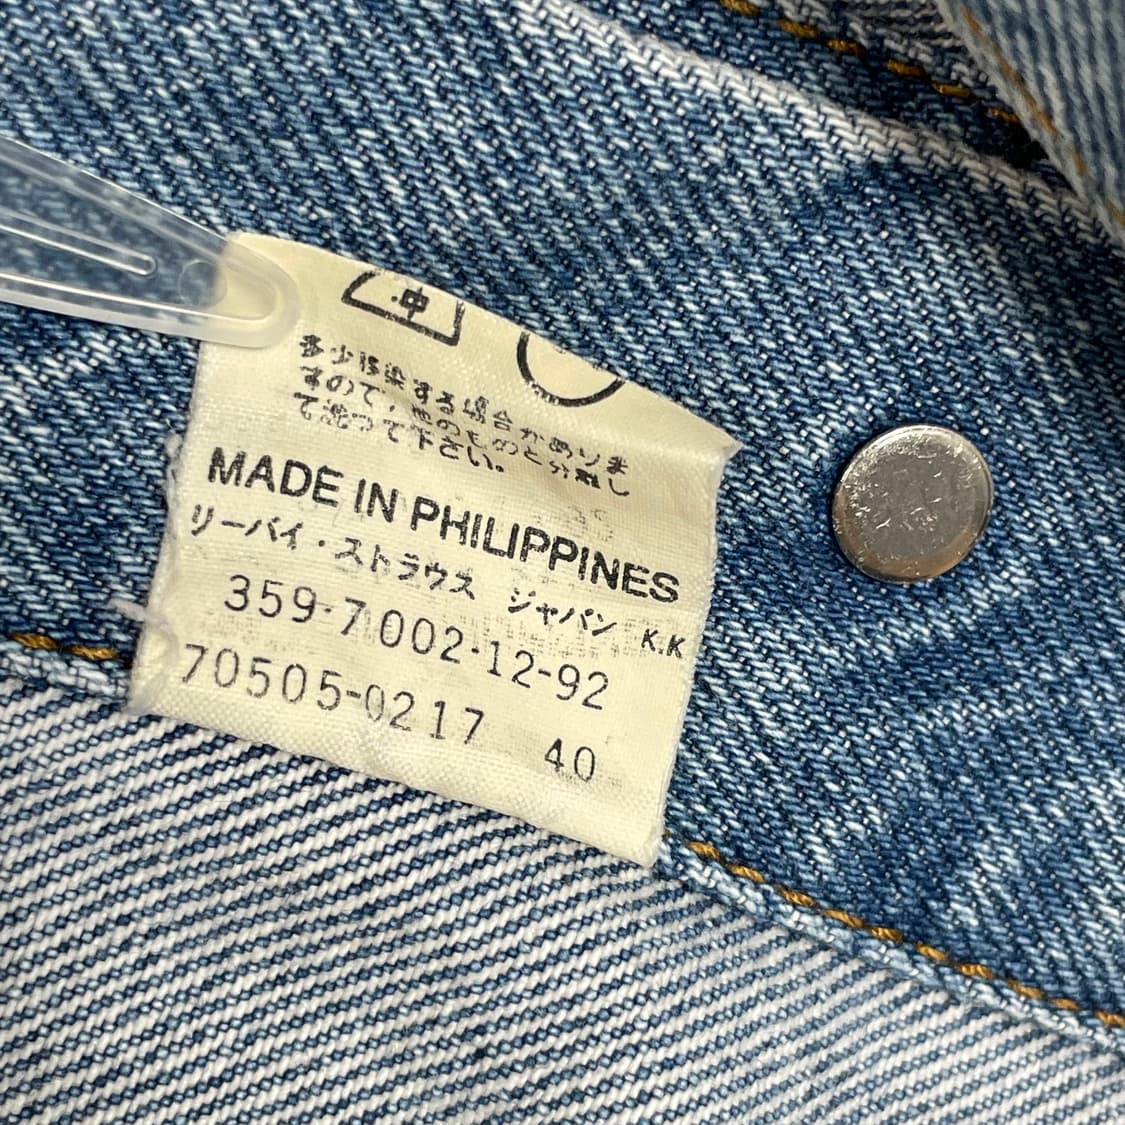 中
多少移染する場合がありま
すので、他のものと分離し
て洗って下さい。
MADE IN PHILIPPINES
リーバイ・ストラウス ジャパン K.K
359-7002-12-92
70505-0217 40